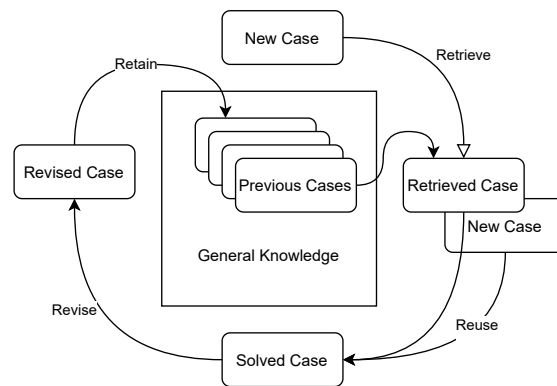 New Case
Retrieve
Retain
Revised Case
Previous Cases
Retrieved Case
New Case
General Knowledge
Revise
Reuse
Solved Case